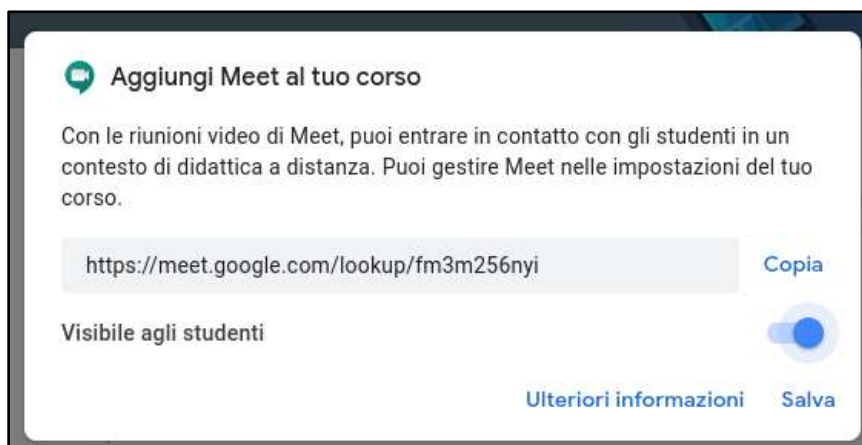 Aggiungi Meet al tuo corso
Con le riunioni video di Meet, puoi entrare in contatto con gli studenti in un
contesto di didattica a distanza. Puoi gestire Meet nelle impostazioni del tuo
corso.
https://meet.google.com/lookup/fm3m256nyi Copia
Visibile agli studenti
Ulteriori informazioni Salva